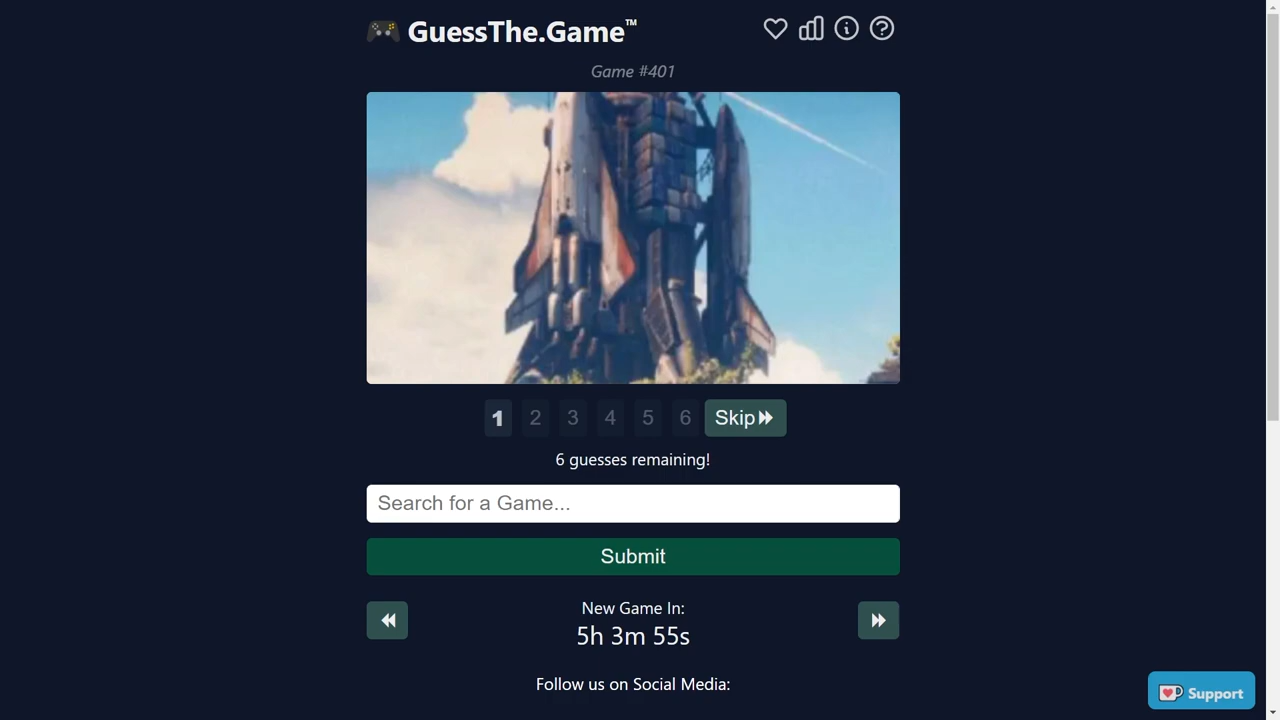 GuessThe.Game™
Game #401
1 2 3 4 5 6 Skip
6 guesses remaining!
Search for a Game...
Submit
New Game In:
5h 3m 55s
Follow us on Social Media:
Support